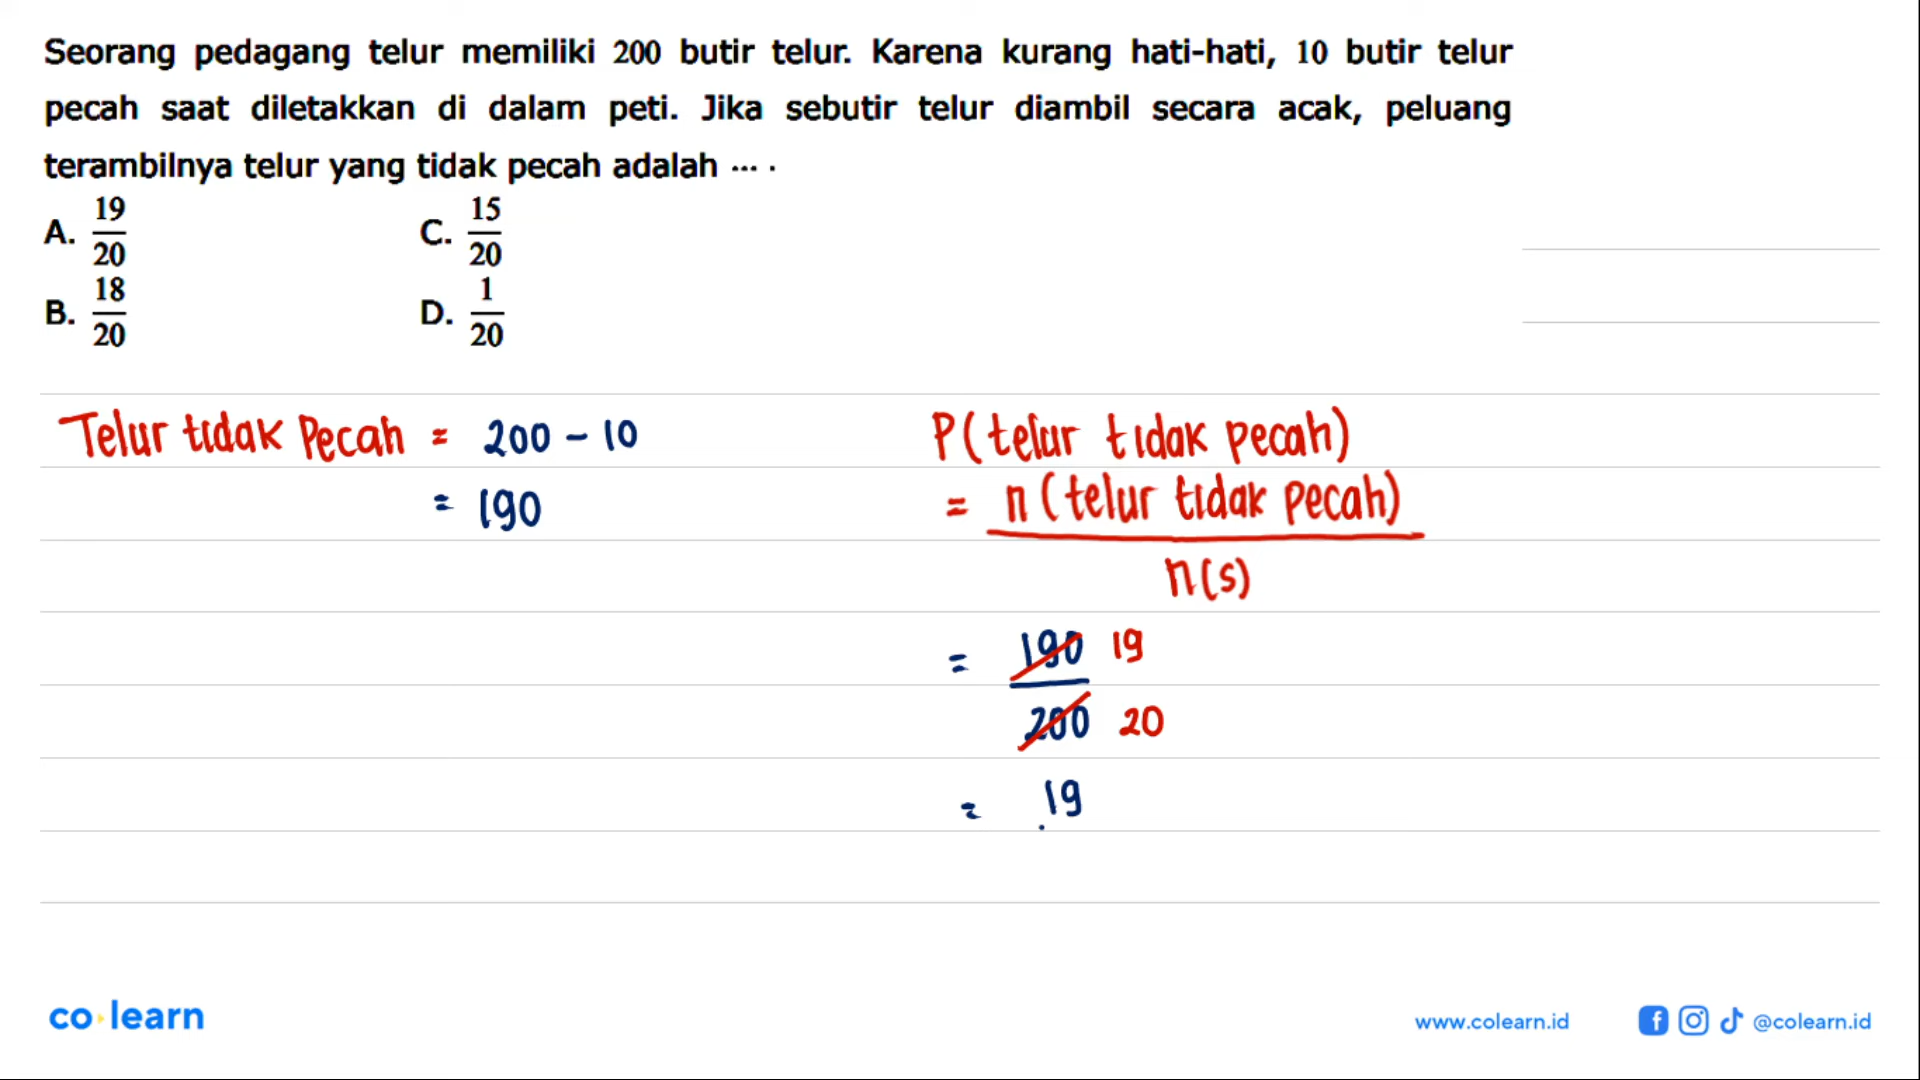 Seorang pedagang telur memiliki 200 butir telur. Karena kurang hati-hati, 10 butir telur
pecah saat diletakkan di dalam peti. Jika sebutir telur diambil secara acak, peluang
terambilnya telur yang tidak pecah adalah ... .
A. 19/20 C. 15/20
B. 18/20 D. 1/20
Telur tidak Pecah = 200 - 10
= 190
P(telur tidak pecah)
= n(telur tidak pecah)
n(s)
= 190 19
200 20
= 19
co learn
www.colearn.id
@colearn.id